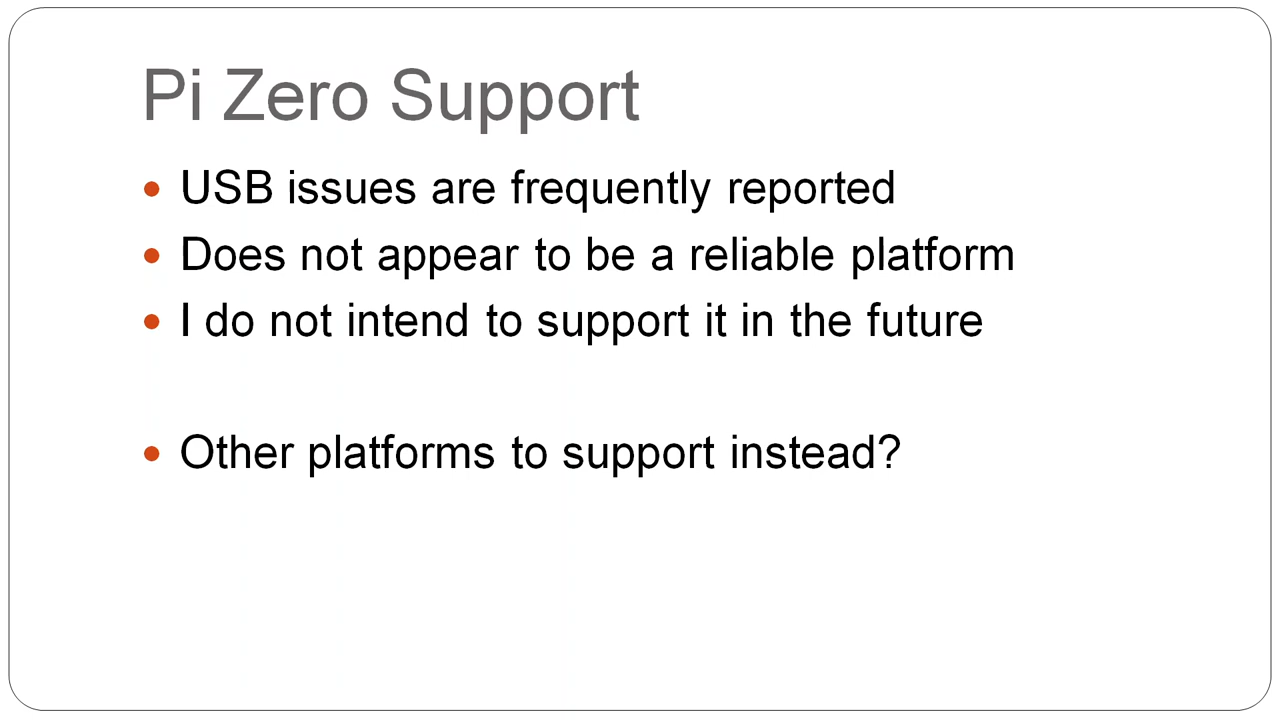 Pi Zero Support
• USB issues are frequently reported
• Does not appear to be a reliable platform
• I do not intend to support it in the future
• Other platforms to support instead?